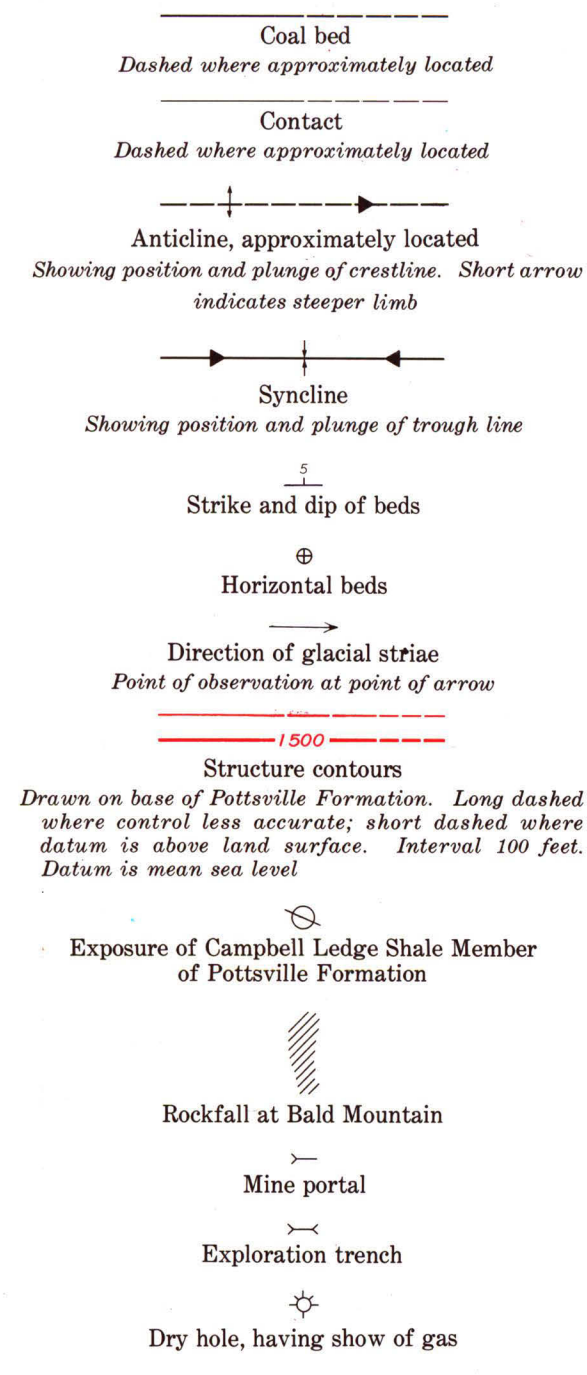 Coal bed
Dashed where approximately located
Contact
Dashed where approximately located
Anticline, approximately located
Showing position and plunge of crestline. Short arrow
indicates steeper limb
Syncline
Showing position and plunge of trough line
5
Strike and dip of beds
Horizontal beds
Direction of glacial striae
Point of observation at point of arrow
1500
Structure contours
Drawn on base of Pottsville Formation. Long dashed
where control less accurate; short dashed where
datum is above land surface. Interval 100 feet.
Datum is mean sea level
Exposure of Campbell Ledge Shale Member
of Pottsville Formation
Rockfall at Bald Mountain
Mine portal
Exploration trench
Dry hole, having show of gas